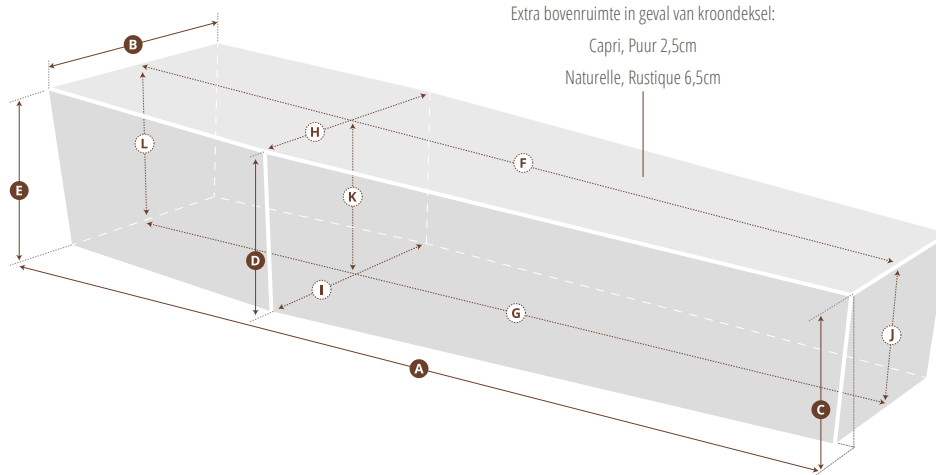 Extra bovenruimte in geval van kroondeksel:
Capri, Puur 2,5cm
Naturelle, Rustique 6,5cm
B
H
L
F
K
E
D
I
G
J
A
C